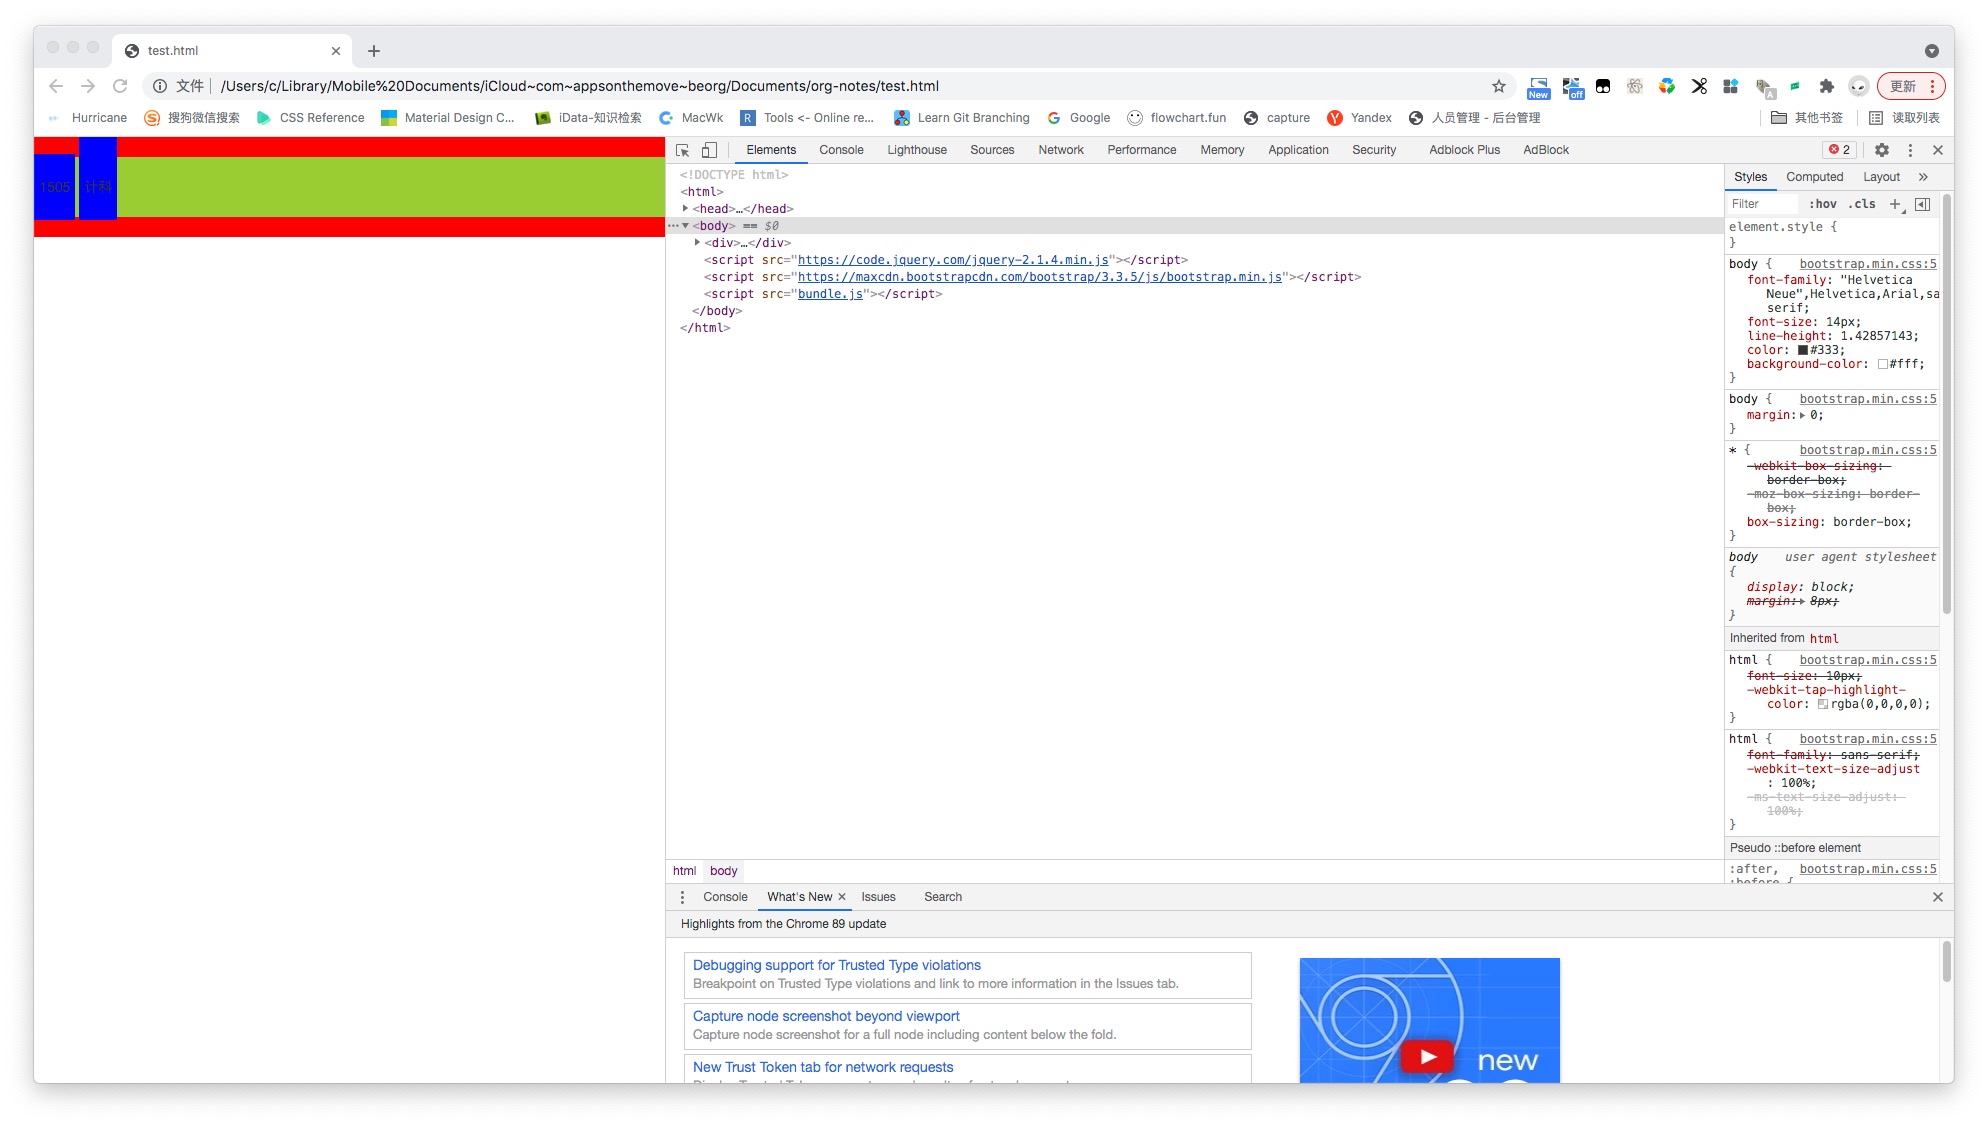 test.html
文件 /Users/c/Library/Mobile%20Documents/iCloud~com~appsonthemove~beorg/Documents/org-notes/test.html
New off A 更新
Hurricane 搜狗微信搜索 CSS Reference Material Design C... iData-知识检索 MacWk Tools <- Online re... Learn Git Branching Google flowchart.fun capture Yandex 人员管理 - 后台管理 其他书签 读取列表
1505 计科
Elements Console Lighthouse Sources Network Performance Memory Application Security Adblock Plus AdBlock 2
<!DOCTYPE html>
<html>
<head>…</head>
<body> == $0
<div>…</div>
<script src="https://code.jquery.com/jquery-2.1.4.min.js"></script>
<script src="https://maxcdn.bootstrapcdn.com/bootstrap/3.3.5/js/bootstrap.min.js"></script>
<script src="bundle.js"></script>
</body>
</html>
Styles Computed Layout
Filter :hov .cls
element.style {
}
body { bootstrap.min.css:5
font-family: "Helvetica
Neue",Helvetica,Arial,sa
serif;
font-size: 14px;
line-height: 1.42857143;
color: #333;
background-color: #fff;
}
body { bootstrap.min.css:5
margin: 0;
}
* { bootstrap.min.css:5
-webkit-box-sizing:
border-box;
-moz-box-sizing: border-
box;
box-sizing: border-box;
}
body user agent stylesheet
{
display: block;
margin: 8px;
}
Inherited from html
html { bootstrap.min.css:5
font-size: 10px;
-webkit-tap-highlight-
color: rgba(0,0,0,0);
}
html { bootstrap.min.css:5
font-family: sans-serif;
-webkit-text-size-adjust
: 100%;
-ms-text-size-adjust:
100%;
}
Pseudo ::before element
:after, bootstrap.min.css:5
:before {
html body
Console What's New Issues Search
Highlights from the Chrome 89 update
Debugging support for Trusted Type violations
Breakpoint on Trusted Type violations and link to more information in the Issues tab.
Capture node screenshot beyond viewport
Capture node screenshot for a full node including content below the fold.
New Trust Token tab for network requests
new